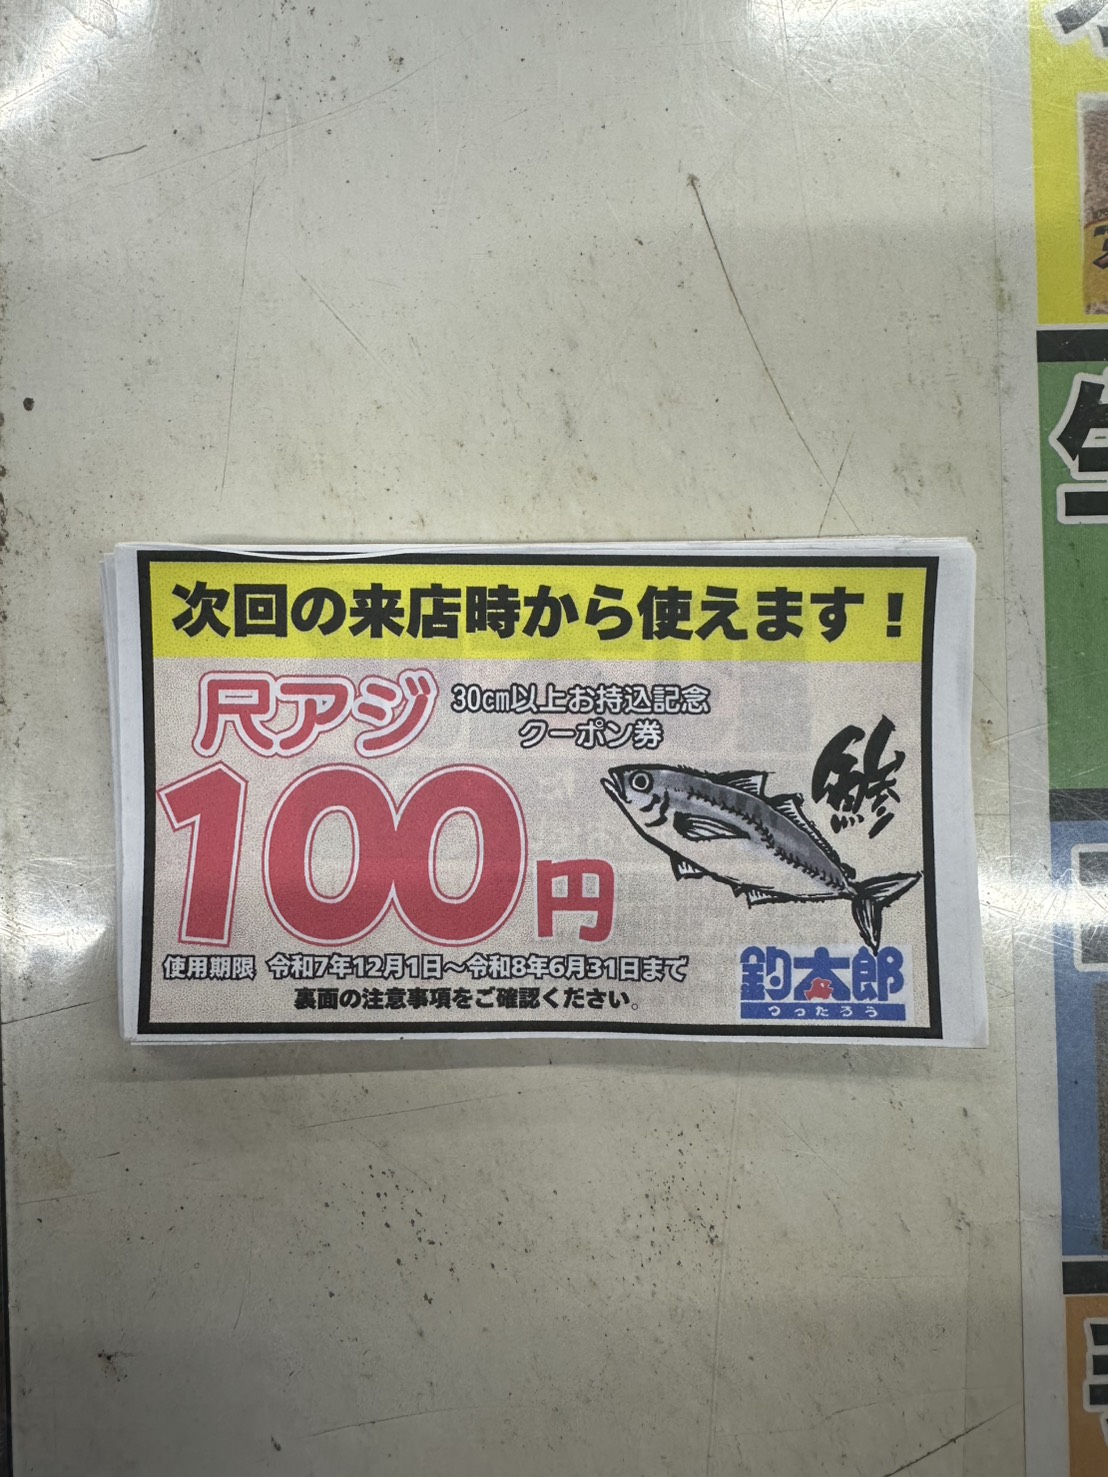 次回の来店時から使えます！
尺アジ
30cm以上お持込記念
クーポン券
100円
鯵
使用期限 令和7年12月1日～令和8年6月31日まで
裏面の注意事項をご確認ください。
釣太郎
つったろう